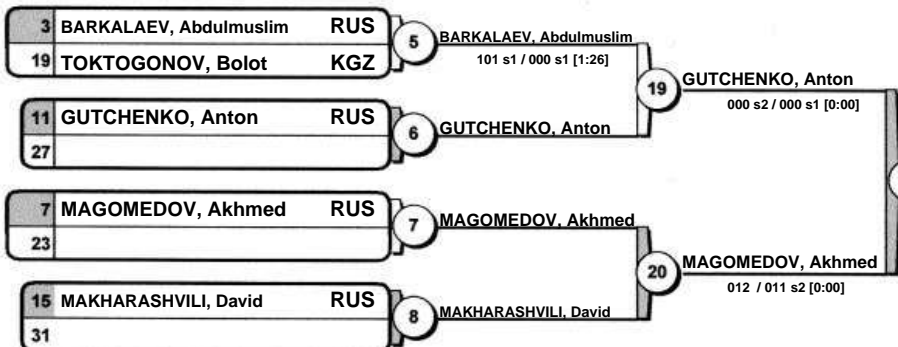 3 BARKALAEV, Abdulmuslim RUS
19 TOKTOGONOV, Bolot KGZ
5 BARKALAEV, Abdulmuslim
101 s1 / 000 s1 [1:26]
11 GUTCHENKO, Anton RUS
27
6 GUTCHENKO, Anton
19 GUTCHENKO, Anton
000 s2 / 000 s1 [0:00]
7 MAGOMEDOV, Akhmed RUS
23
7 MAGOMEDOV, Akhmed
15 MAKHARASHVILI, David RUS
31
8 MAKHARASHVILI, David
20 MAGOMEDOV, Akhmed
012 / 011 s2 [0:00]